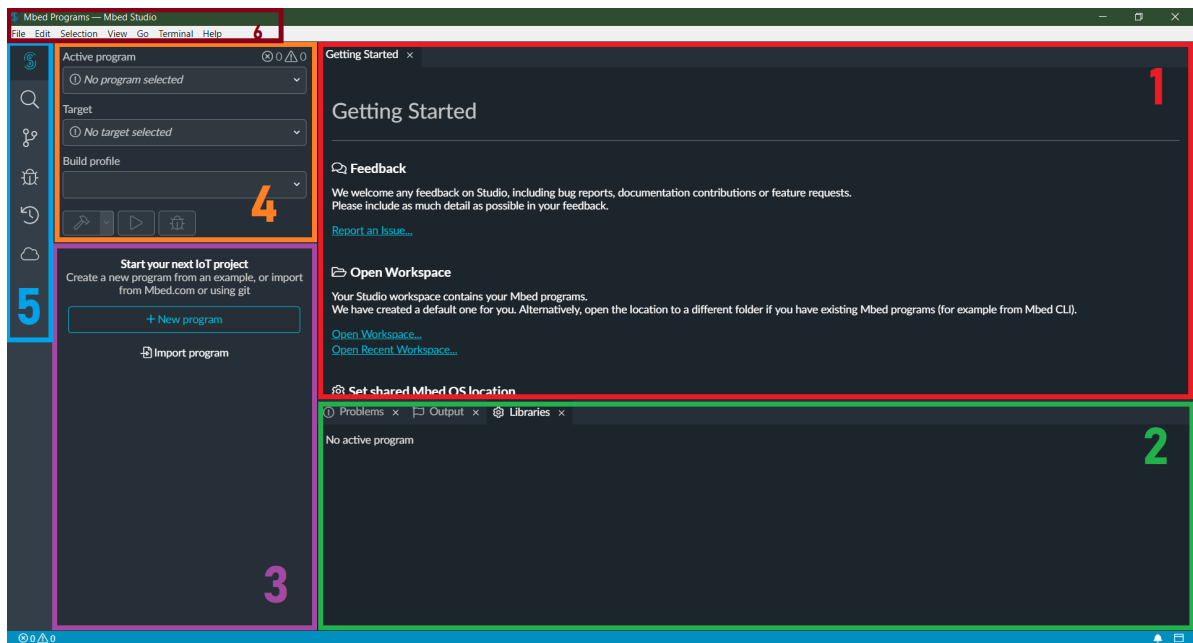 Mbed Programs — Mbed Studio
File Edit Selection View Go Terminal Help
6
Active program
0 0
No program selected
Target
No target selected
Build profile
4
5
Start your next IoT project
Create a new program from an example, or import
from Mbed.com or using git
+ New program
Import program
3
Getting Started ×
1
Getting Started
Feedback
We welcome any feedback on Studio, including bug reports, documentation contributions or feature requests.
Please include as much detail as possible in your feedback.
Report an Issue...
Open Workspace
Your Studio workspace contains your Mbed programs.
We have created a default one for you. Alternatively, open the location to a different folder if you have existing Mbed programs (for example from Mbed CLI).
Open Workspace...
Open Recent Workspace...
Set shared Mbed OS location
Problems × Output × Libraries ×
No active program
2
0 0